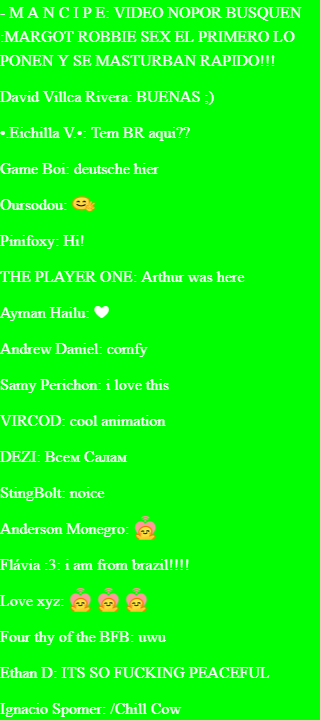 - M A N C I P E: VIDEO NOPOR BUSQUEN
:MARGOT ROBBIE SEX EL PRIMERO LO
PONEN Y SE MASTURBAN RAPIDO!!!
David Villca Rivera: BUENAS ;)
•.Eichilla V.•: Tem BR aqui??
Game Boi: deutsche hier
Oursodou:
Pinifoxy: Hi!
THE PLAYER ONE: Arthur was here
Ayman Hailu: 🤍
Andrew Daniel: comfy
Samy Perichon: i love this
VIRCOD: cool animation
DEZI: Всем Салам
StingBolt: noice
Anderson Monegro:
Flávia :3: i am from brazil!!!!
Love xyz:
Four thy of the BFB: uwu
Ethan D: ITS SO FUCKING PEACEFUL
Ignacio Spomer: /Chill Cow